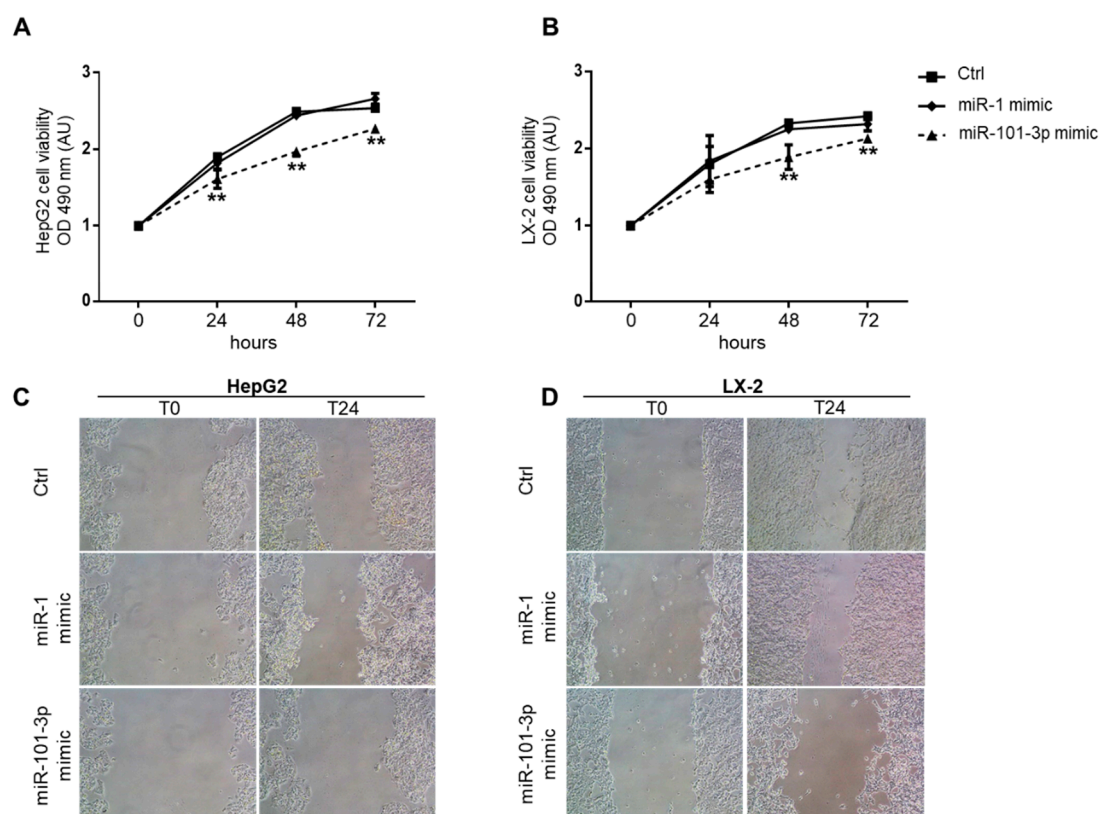 A
HepG2 cell viability
OD 490 nm (AU)
3
2
1
0
**
**
**
0 24 48 72
hours
B
LX-2 cell viability
OD 490 nm (AU)
3
2
1
0
**
**
0 24 48 72
hours
Ctrl
miR-1 mimic
miR-101-3p mimic
C
HepG2
T0 T24
Ctrl
miR-1
mimic
miR-101-3p
mimic
D
LX-2
T0 T24
Ctrl
miR-1
mimic
miR-101-3p
mimic